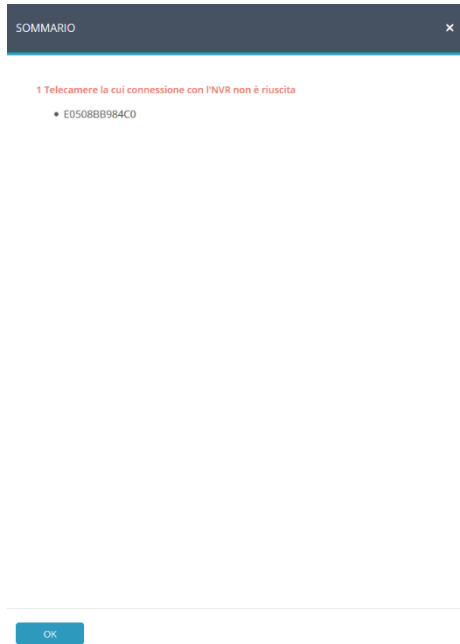 SOMMARIO ×
1 Telecamere la cui connessione con l'NVR non è riuscita
• E0508BB984C0
OK